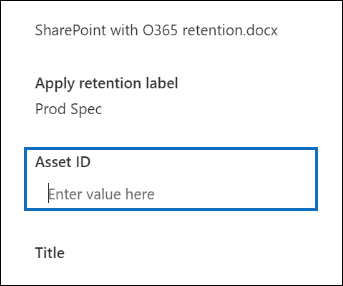 SharePoint with O365 retention.docx
Apply retention label
Prod Spec
Asset ID
Enter value here
Title